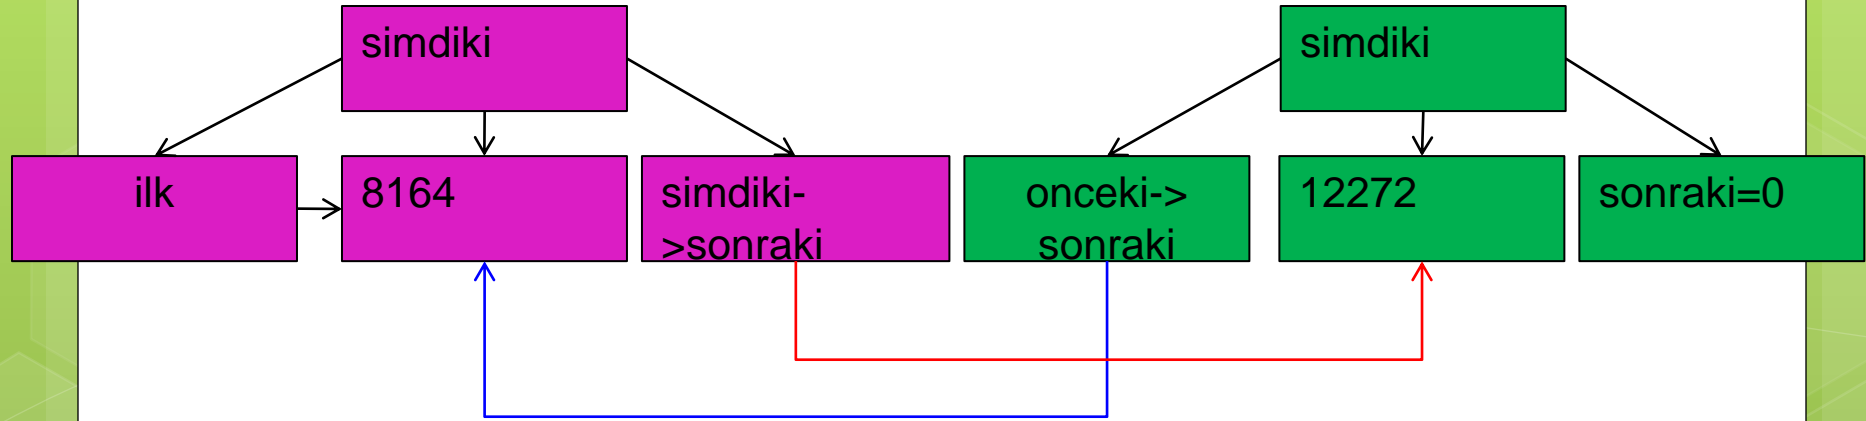 simdiki
simdiki
ilk
8164
simdiki-
>sonraki
onceki->
sonraki
12272
sonraki=0